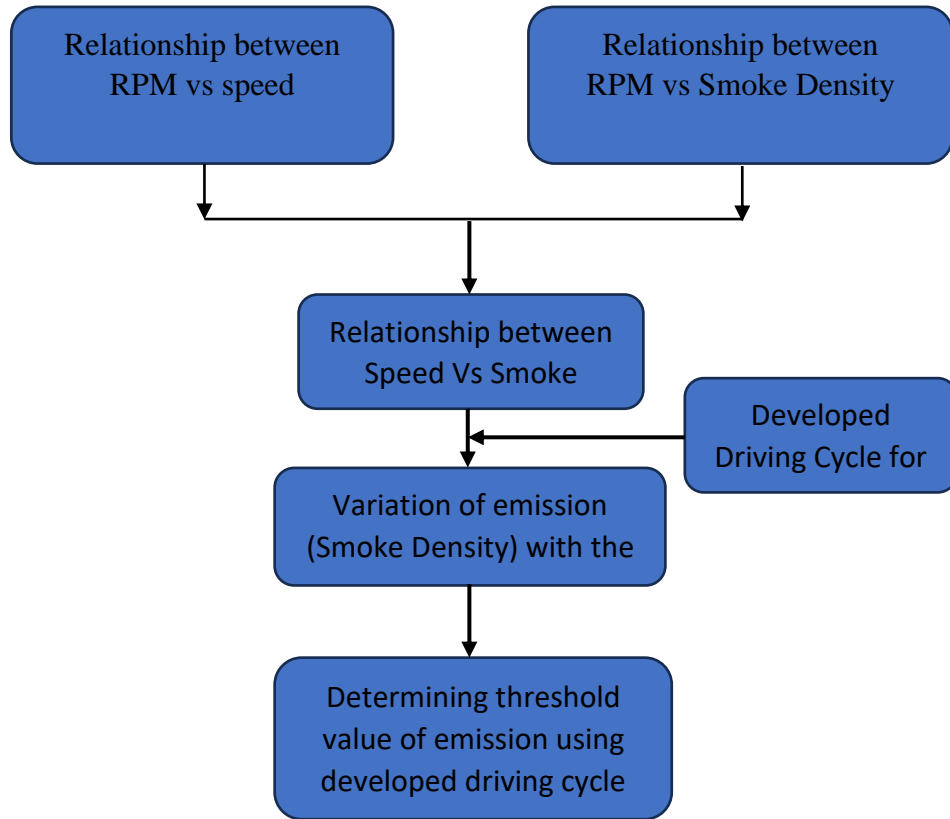 Relationship between
RPM vs speed
Relationship between
RPM vs Smoke Density
Relationship between
Speed Vs Smoke
Developed
Driving Cycle for
Variation of emission
(Smoke Density) with the
Determining threshold
value of emission using
developed driving cycle